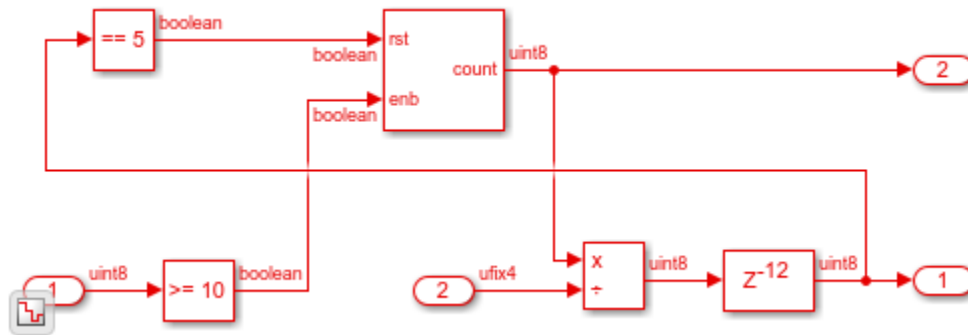 boolean
== 5
rst
boolean
uint8
count
2
enb
boolean
uint8
boolean
ufix4
x
uint8
uint8
1
>= 10
2
÷
Z-12
1